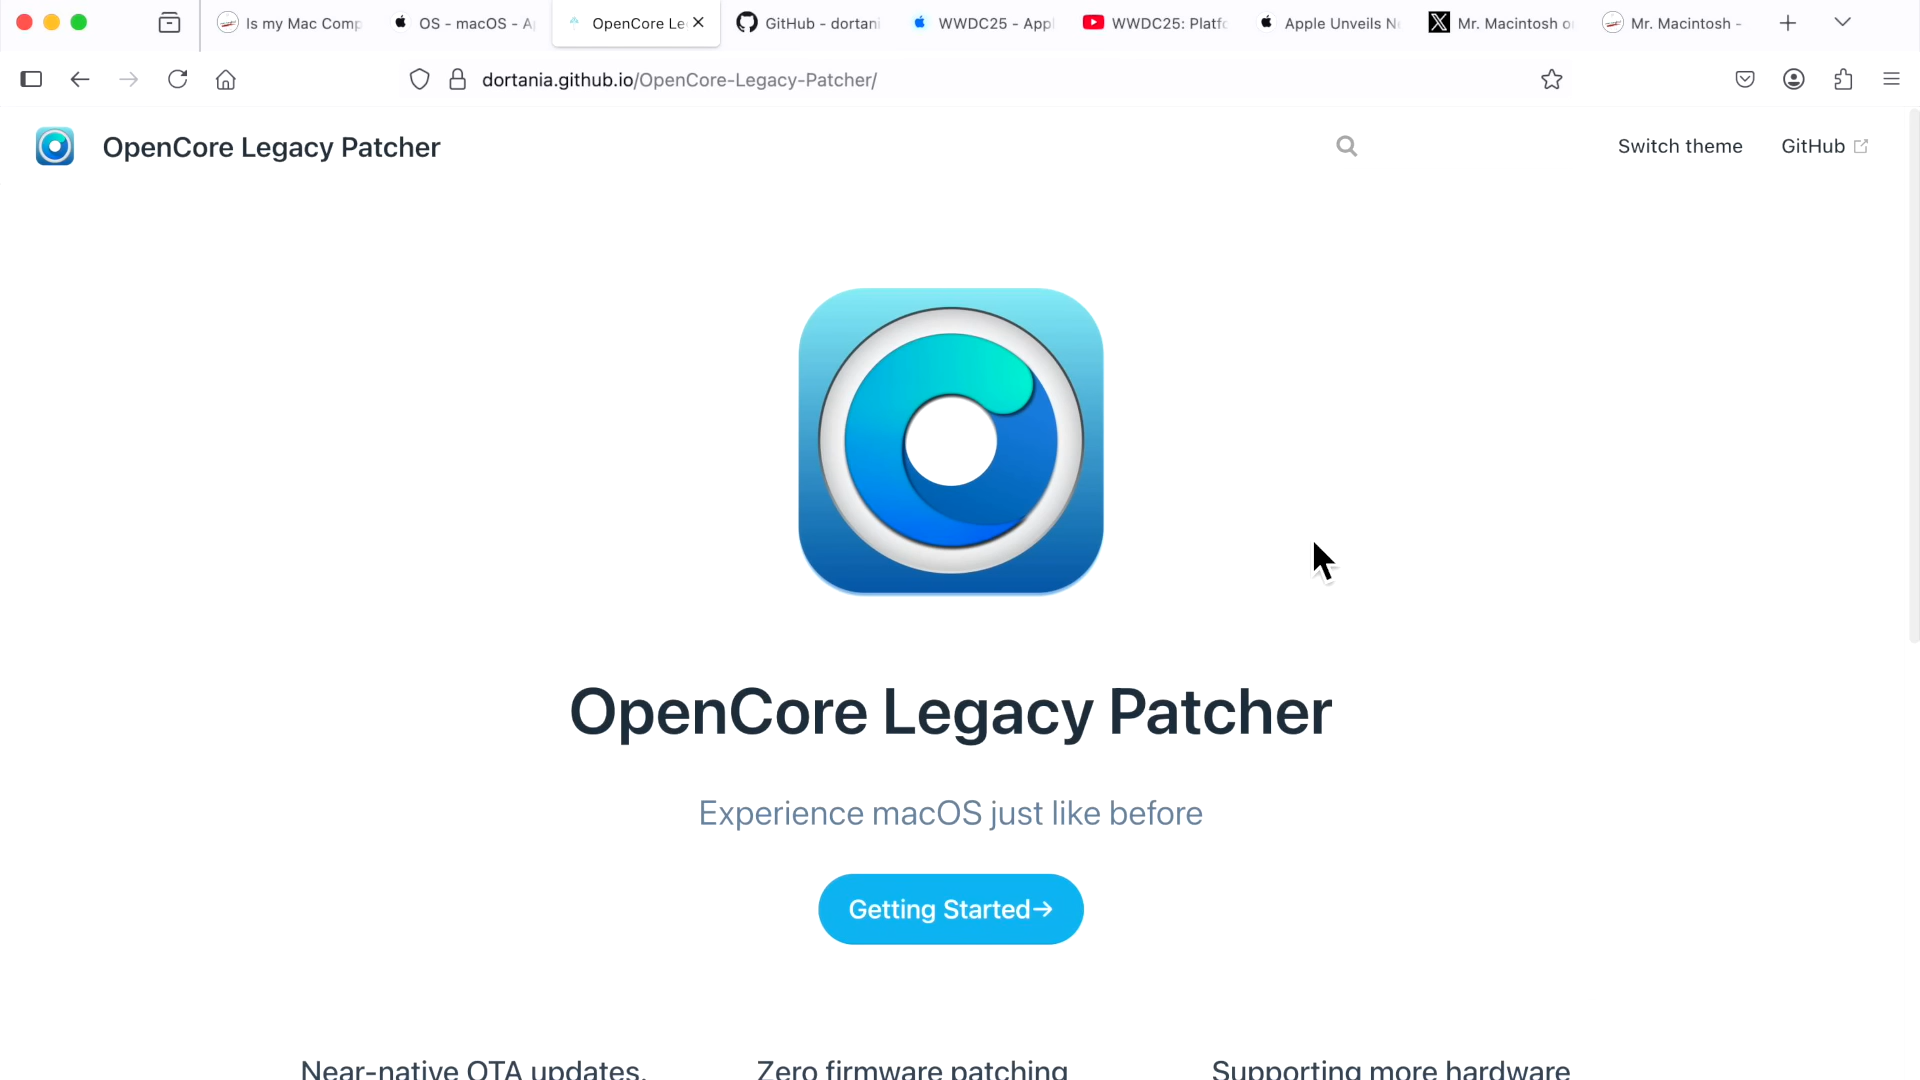 Is my Mac Comp
OS - macOS - A
OpenCore Le
GitHub - dortani
WWDC25 - Appl
WWDC25: Platfo
Apple Unveils N
Mr. Macintosh o
Mr. Macintosh -
dortania.github.io/OpenCore-Legacy-Patcher/
OpenCore Legacy Patcher
Switch theme
GitHub
OpenCore Legacy Patcher
Experience macOS just like before
Getting Started→
Near-native OTA updates.
Zero firmware patching
Supporting more hardware